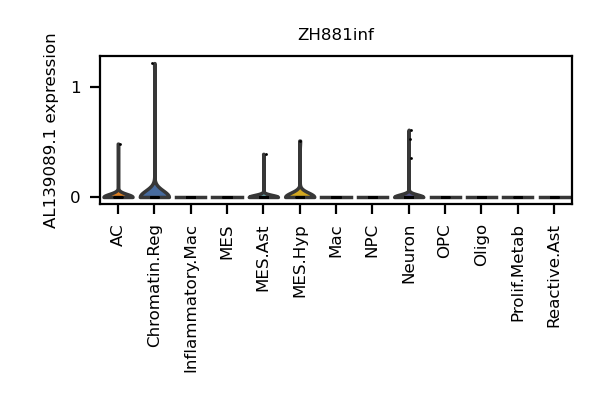 ZH881inf
AL139089.1 expression
1
0
AC
Chromatin.Reg
Inflammatory.Mac
MES
MES.Ast
MES.Hyp
Mac
NPC
Neuron
OPC
Oligo
Prolif.Metab
Reactive.Ast